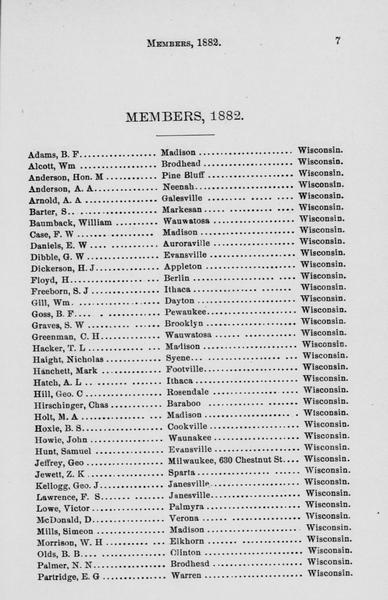 MEMBERS, 1882. 7
MEMBERS, 1882.
Adams, B. F. Madison Wisconsin.
Alcott, Wm Brodhead Wisconsin.
Anderson, Hon. M Pine Bluff Wisconsin.
Anderson, A. A. Neenah Wisconsin.
Arnold, A. A Galesville Wisconsin.
Barter, S. Markesan Wisconsin.
Baumback, William Wauwatosa Wisconsin.
Case, F. W Madison Wisconsin.
Daniels, E. W Auroraville Wisconsin.
Dibble, G. W Evansville Wisconsin.
Dickerson, H. J. Appleton Wisconsin.
Floyd, H Berlin Wisconsin.
Freeborn, S. J Ithaca Wisconsin.
Gill, Wm. Dayton Wisconsin.
Goss, B. F. Pewaukee Wisconsin.
Graves, S. W Brooklyn Wisconsin.
Greenman, C. H Wauwatosa Wisconsin.
Hacker, T. L Madison Wisconsin.
Haight, Nicholas Syene Wisconsin.
Hanchett, Mark Footville Wisconsin.
Hatch, A. L Ithaca Wisconsin.
Hill, Geo. C Rosendale Wisconsin.
Hirschinger, Chas Baraboo Wisconsin.
Holt, M. A Madison Wisconsin.
Hoxie, B. S Cookville Wisconsin.
Howie, John Waunakee Wisconsin.
Hunt, Samuel Evansville Wisconsin.
Jeffrey, Geo Milwaukee, 630 Chestnut St. Wisconsin.
Jewett, Z. K Sparta Wisconsin.
Kellogg, Geo. J Janesville Wisconsin.
Lawrence, F. S Janesville Wisconsin.
Lowe, Victor Palmyra Wisconsin.
McDonald, D. Verona Wisconsin.
Mills, Simeon Madison Wisconsin.
Morrison, W. H Elkhorn Wisconsin.
Olds, B. B. Clinton Wisconsin.
Palmer, N. N. Brodhesd Wisconsin.
Partridge, E. G Warren Wisconsin.